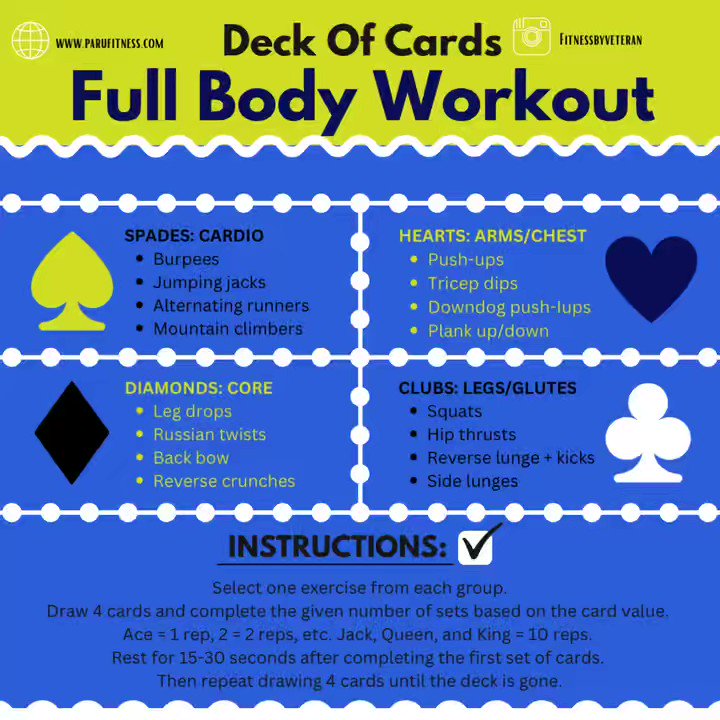 www.parufitness.com
Deck Of Cards
Fitnessbyveteran
Full Body Workout
SPADES: CARDIO
Burpees
Jumping jacks
Alternating runners
Mountain climbers
HEARTS: ARMS/CHEST
Push-ups
Tricep dips
Downdog push-lups
Plank up/down
DIAMONDS: CORE
Leg drops
Russian twists
Back bow
Reverse crunches
CLUBS: LEGS/GLUTES
Squats
Hip thrusts
Reverse lunge + kicks
Side lunges
INSTRUCTIONS:
Select one exercise from each group.
Draw 4 cards and complete the given number of sets based on the card value.
Ace = 1 rep, 2 = 2 reps, etc. Jack, Queen, and King = 10 reps.
Rest for 15-30 seconds after completing the first set of cards.
Then repeat drawing 4 cards until the deck is gone.